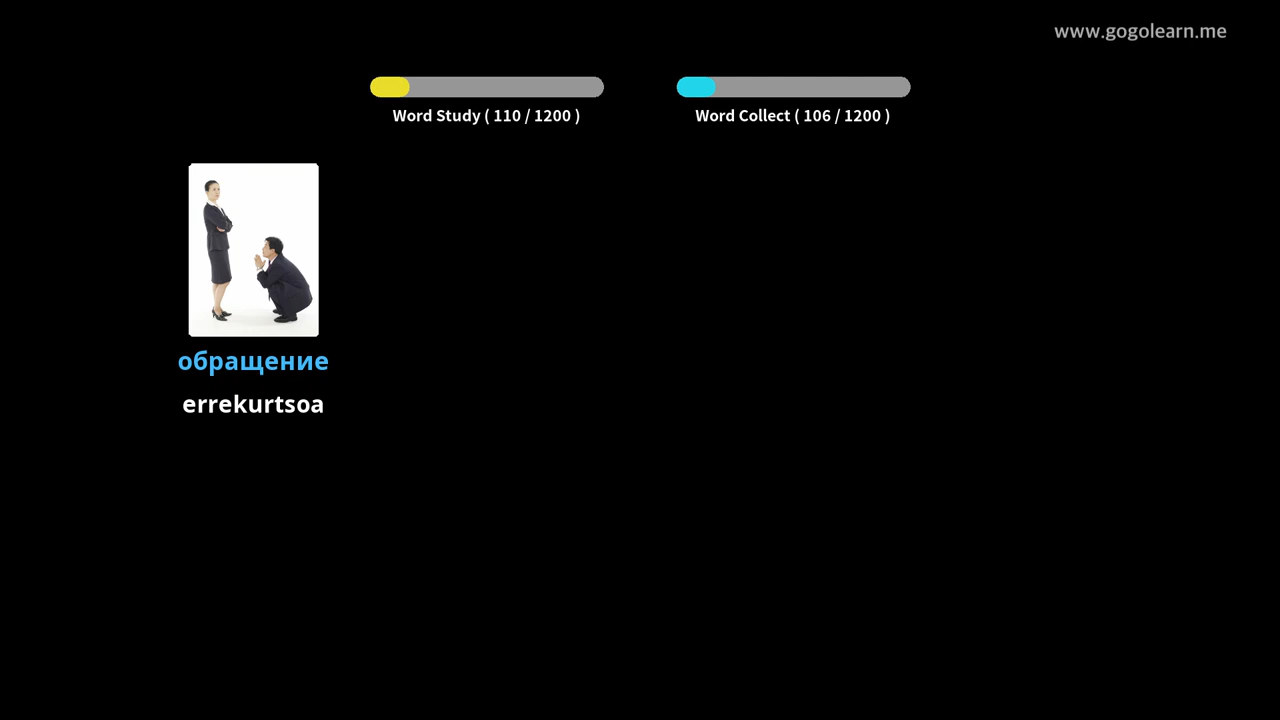 www.gogolearn.me
Word Study ( 110 / 1200 )
Word Collect ( 106 / 1200 )
обращение
errekurtsoa